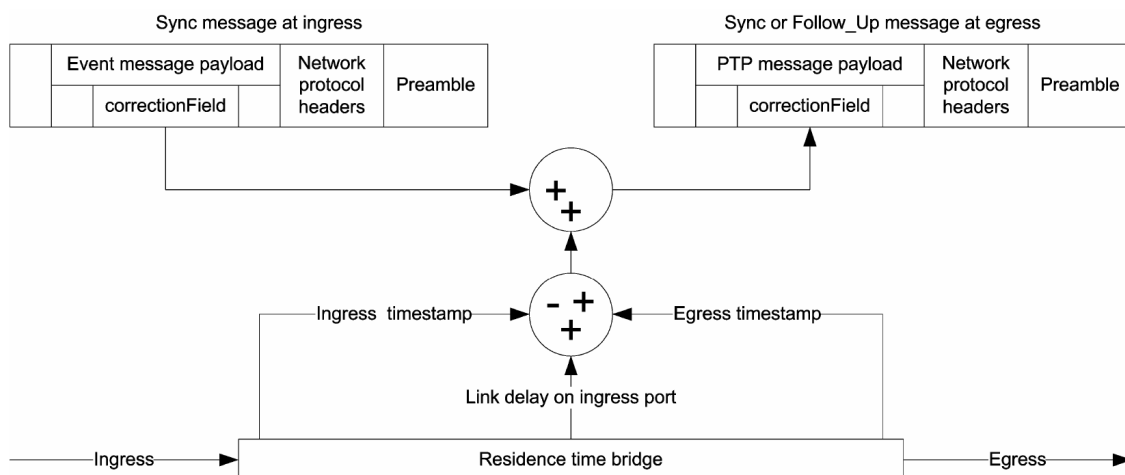 Sync message at ingress
Sync or Follow_Up message at egress
Event message payload
correctionField
Network
protocol
headers
Preamble
PTP message payload
correctionField
Network
protocol
headers
Preamble
+
+
Ingress timestamp
- +
+
Egress timestamp
Link delay on ingress port
Ingress
Residence time bridge
Egress